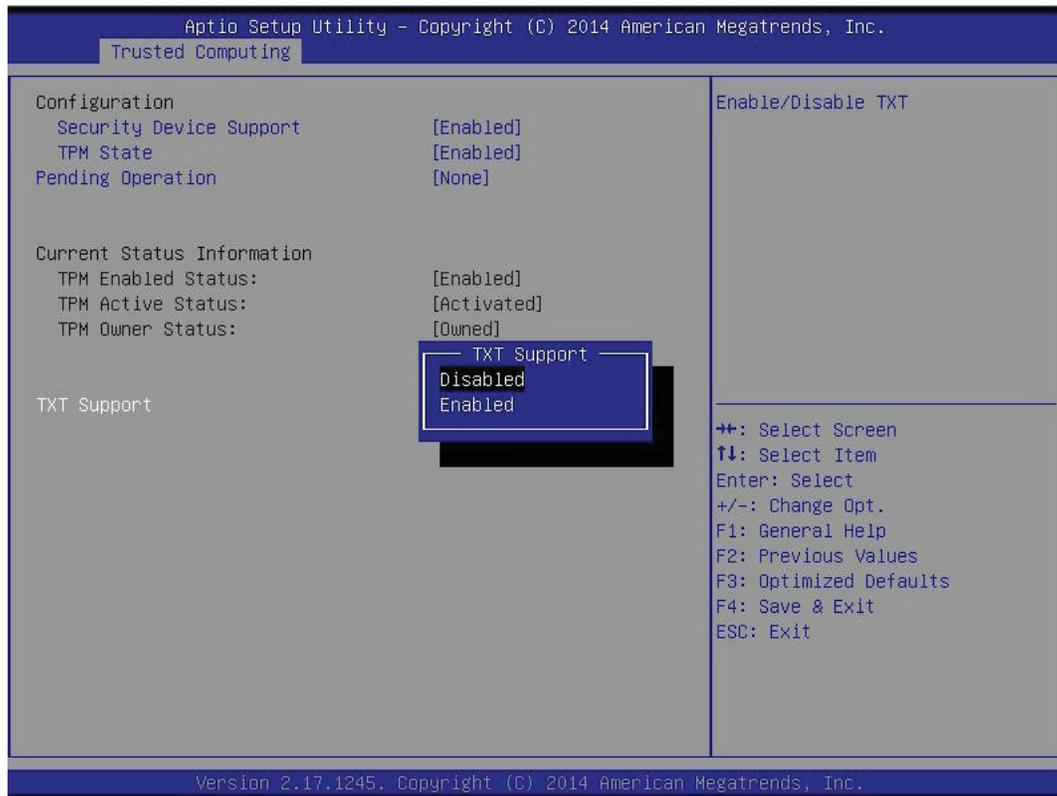 Aptio Setup Utility – Copyright (C) 2014 American Megatrends, Inc.
Trusted Computing
Configuration
Security Device Support [Enabled]
TPM State [Enabled]
Pending Operation [None]
Current Status Information
TPM Enabled Status: [Enabled]
TPM Active Status: [Activated]
TPM Owner Status: [Owned]
TXT Support
TXT Support
Disabled
Enabled
Enable/Disable TXT
→←: Select Screen
↑↓: Select Item
Enter: Select
+/-: Change Opt.
F1: General Help
F2: Previous Values
F3: Optimized Defaults
F4: Save & Exit
ESC: Exit
Version 2.17.1245. Copyright (C) 2014 American Megatrends, Inc.